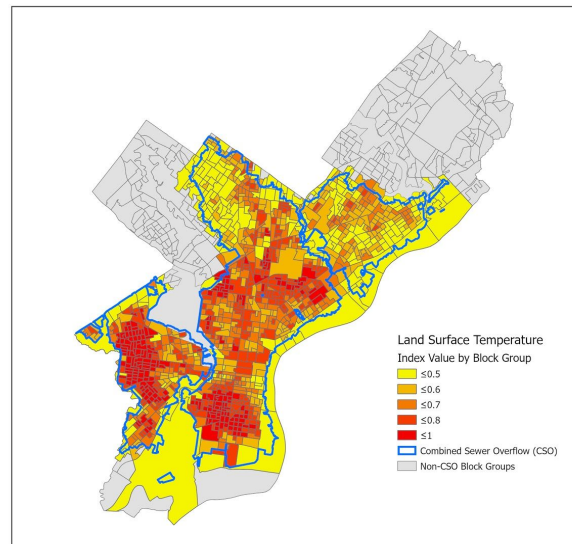 Land Surface Temperature
Index Value by Block Group
≤0.5
≤0.6
≤0.7
≤0.8
≤1
Combined Sewer Overflow (CSO)
Non-CSO Block Groups